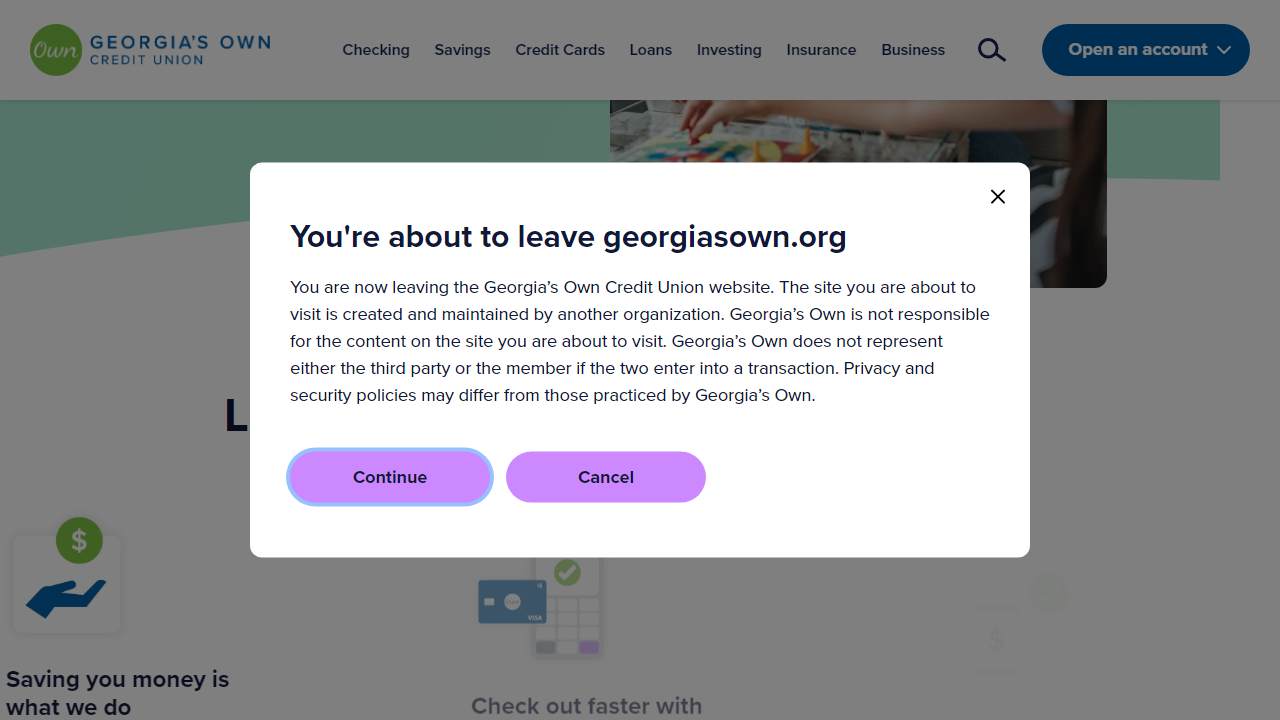 Own
GEORGIA'S OWN
CREDIT UNION
Checking
Savings
Credit Cards
Loans
Investing
Insurance
Business
Open an account
You're about to leave georgiasown.org
You are now leaving the Georgia’s Own Credit Union website. The site you are about to
visit is created and maintained by another organization. Georgia’s Own is not responsible
for the content on the site you are about to visit. Georgia’s Own does not represent
either the third party or the member if the two enter into a transaction. Privacy and
security policies may differ from those practiced by Georgia’s Own.
Continue
Cancel
L
$
VISA
$
Saving you money is
what we do
Check out faster with